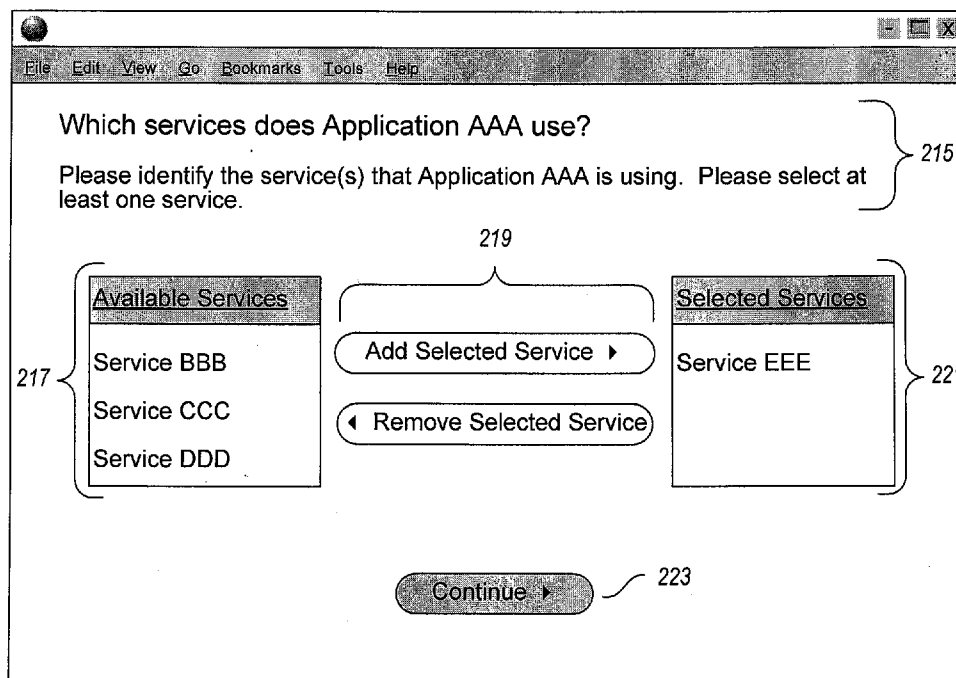 File Edit View Go Bookmarks Tools Help
Which services does Application AAA use?
Please identify the service(s) that Application AAA is using. Please select at
least one service.
215
219
Available Services
Selected Services
Add Selected Service
Service BBB
Service EEE
217
Service CCC
Remove Selected Service
Service DDD
Continue
223